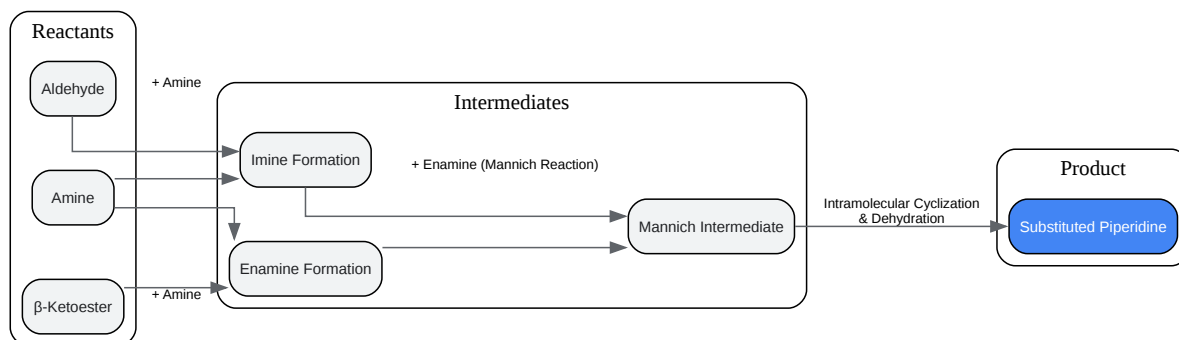 Reactants
Aldehyde
+ Amine
Amine
β-Ketoester
+ Amine
Intermediates
Imine Formation
+ Enamine (Mannich Reaction)
Enamine Formation
Mannich Intermediate
Intramolecular Cyclization
& Dehydration
Product
Substituted Piperidine